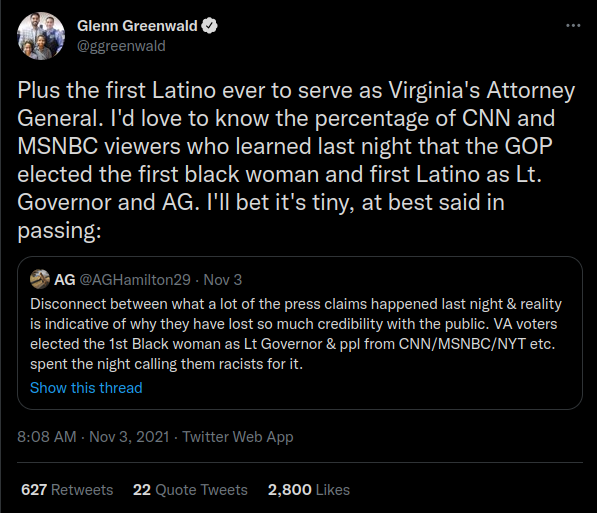 Glenn Greenwald
@ggreenwald
Plus the first Latino ever to serve as Virginia's Attorney
General. I'd love to know the percentage of CNN and
MSNBC viewers who learned last night that the GOP
elected the first black woman and first Latino as Lt.
Governor and AG. I'll bet it's tiny, at best said in
passing:
AG @AGHamilton29 · Nov 3
Disconnect between what a lot of the press claims happened last night & reality
is indicative of why they have lost so much credibility with the public. VA voters
elected the 1st Black woman as Lt Governor & ppl from CNN/MSNBC/NYT etc.
spent the night calling them racists for it.
Show this thread
8:08 AM · Nov 3, 2021 · Twitter Web App
627 Retweets 22 Quote Tweets 2,800 Likes